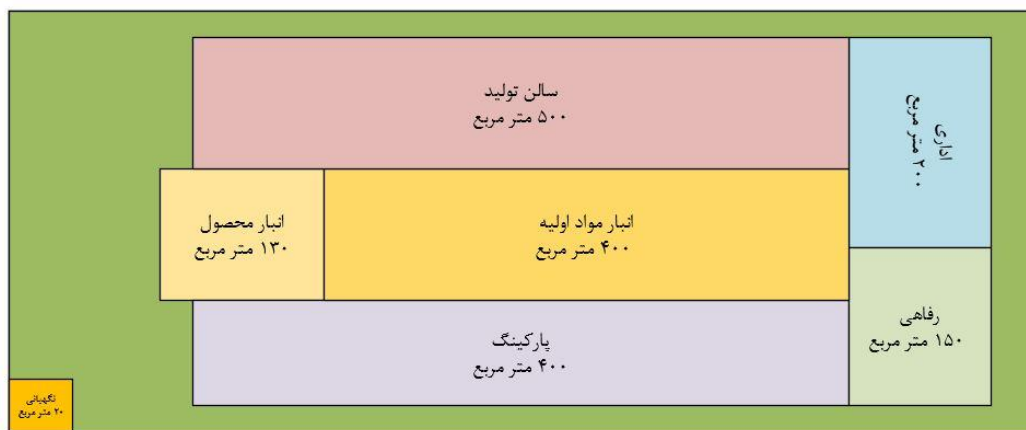 سالن تولید
۵۰۰ متر مربع
اداری
۲۰۰ متر مربع
انبار مواد اولیه
۴۰۰ متر مربع
انبار محصول
۱۳۰ متر مربع
رفاهی
۱۵۰ متر مربع
پارکینگ
۴۰۰ متر مربع
نگهبانی
۲۰ متر مربع